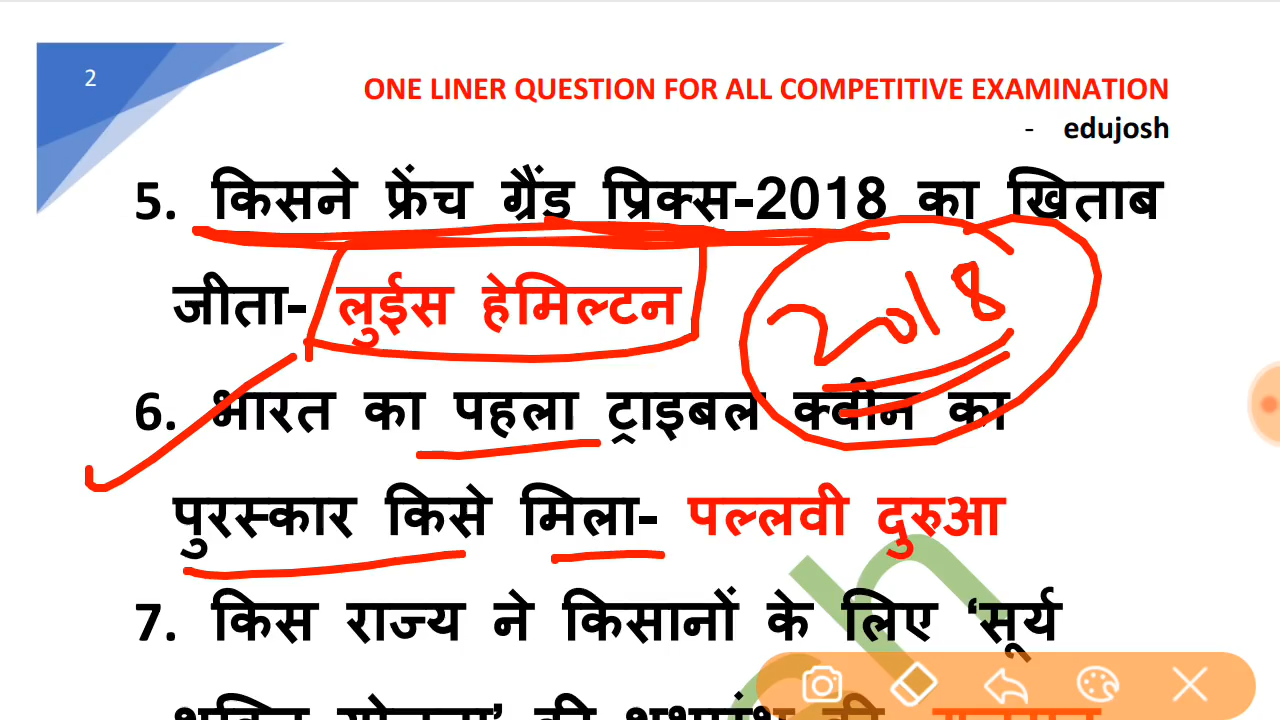 2
ONE LINER QUESTION FOR ALL COMPETITIVE EXAMINATION
- edujosh
5. किसने फ्रेंच ग्रैंड प्रिक्स-2018 का खिताब
जीता- लुईस हेमिल्टन
2018
6. भारत का पहला ट्राइबल क्वीन का
पुरस्कार किसे मिला- पल्लवी दुरुआ
7. किस राज्य ने किसानों के लिए ‘सूर्य